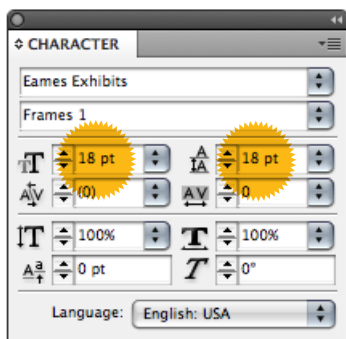 CHARACTER
Eames Exhibits
Frames 1
18 pt 18 pt
(0) 0
100% 100%
0 pt 0°
Language: English: USA